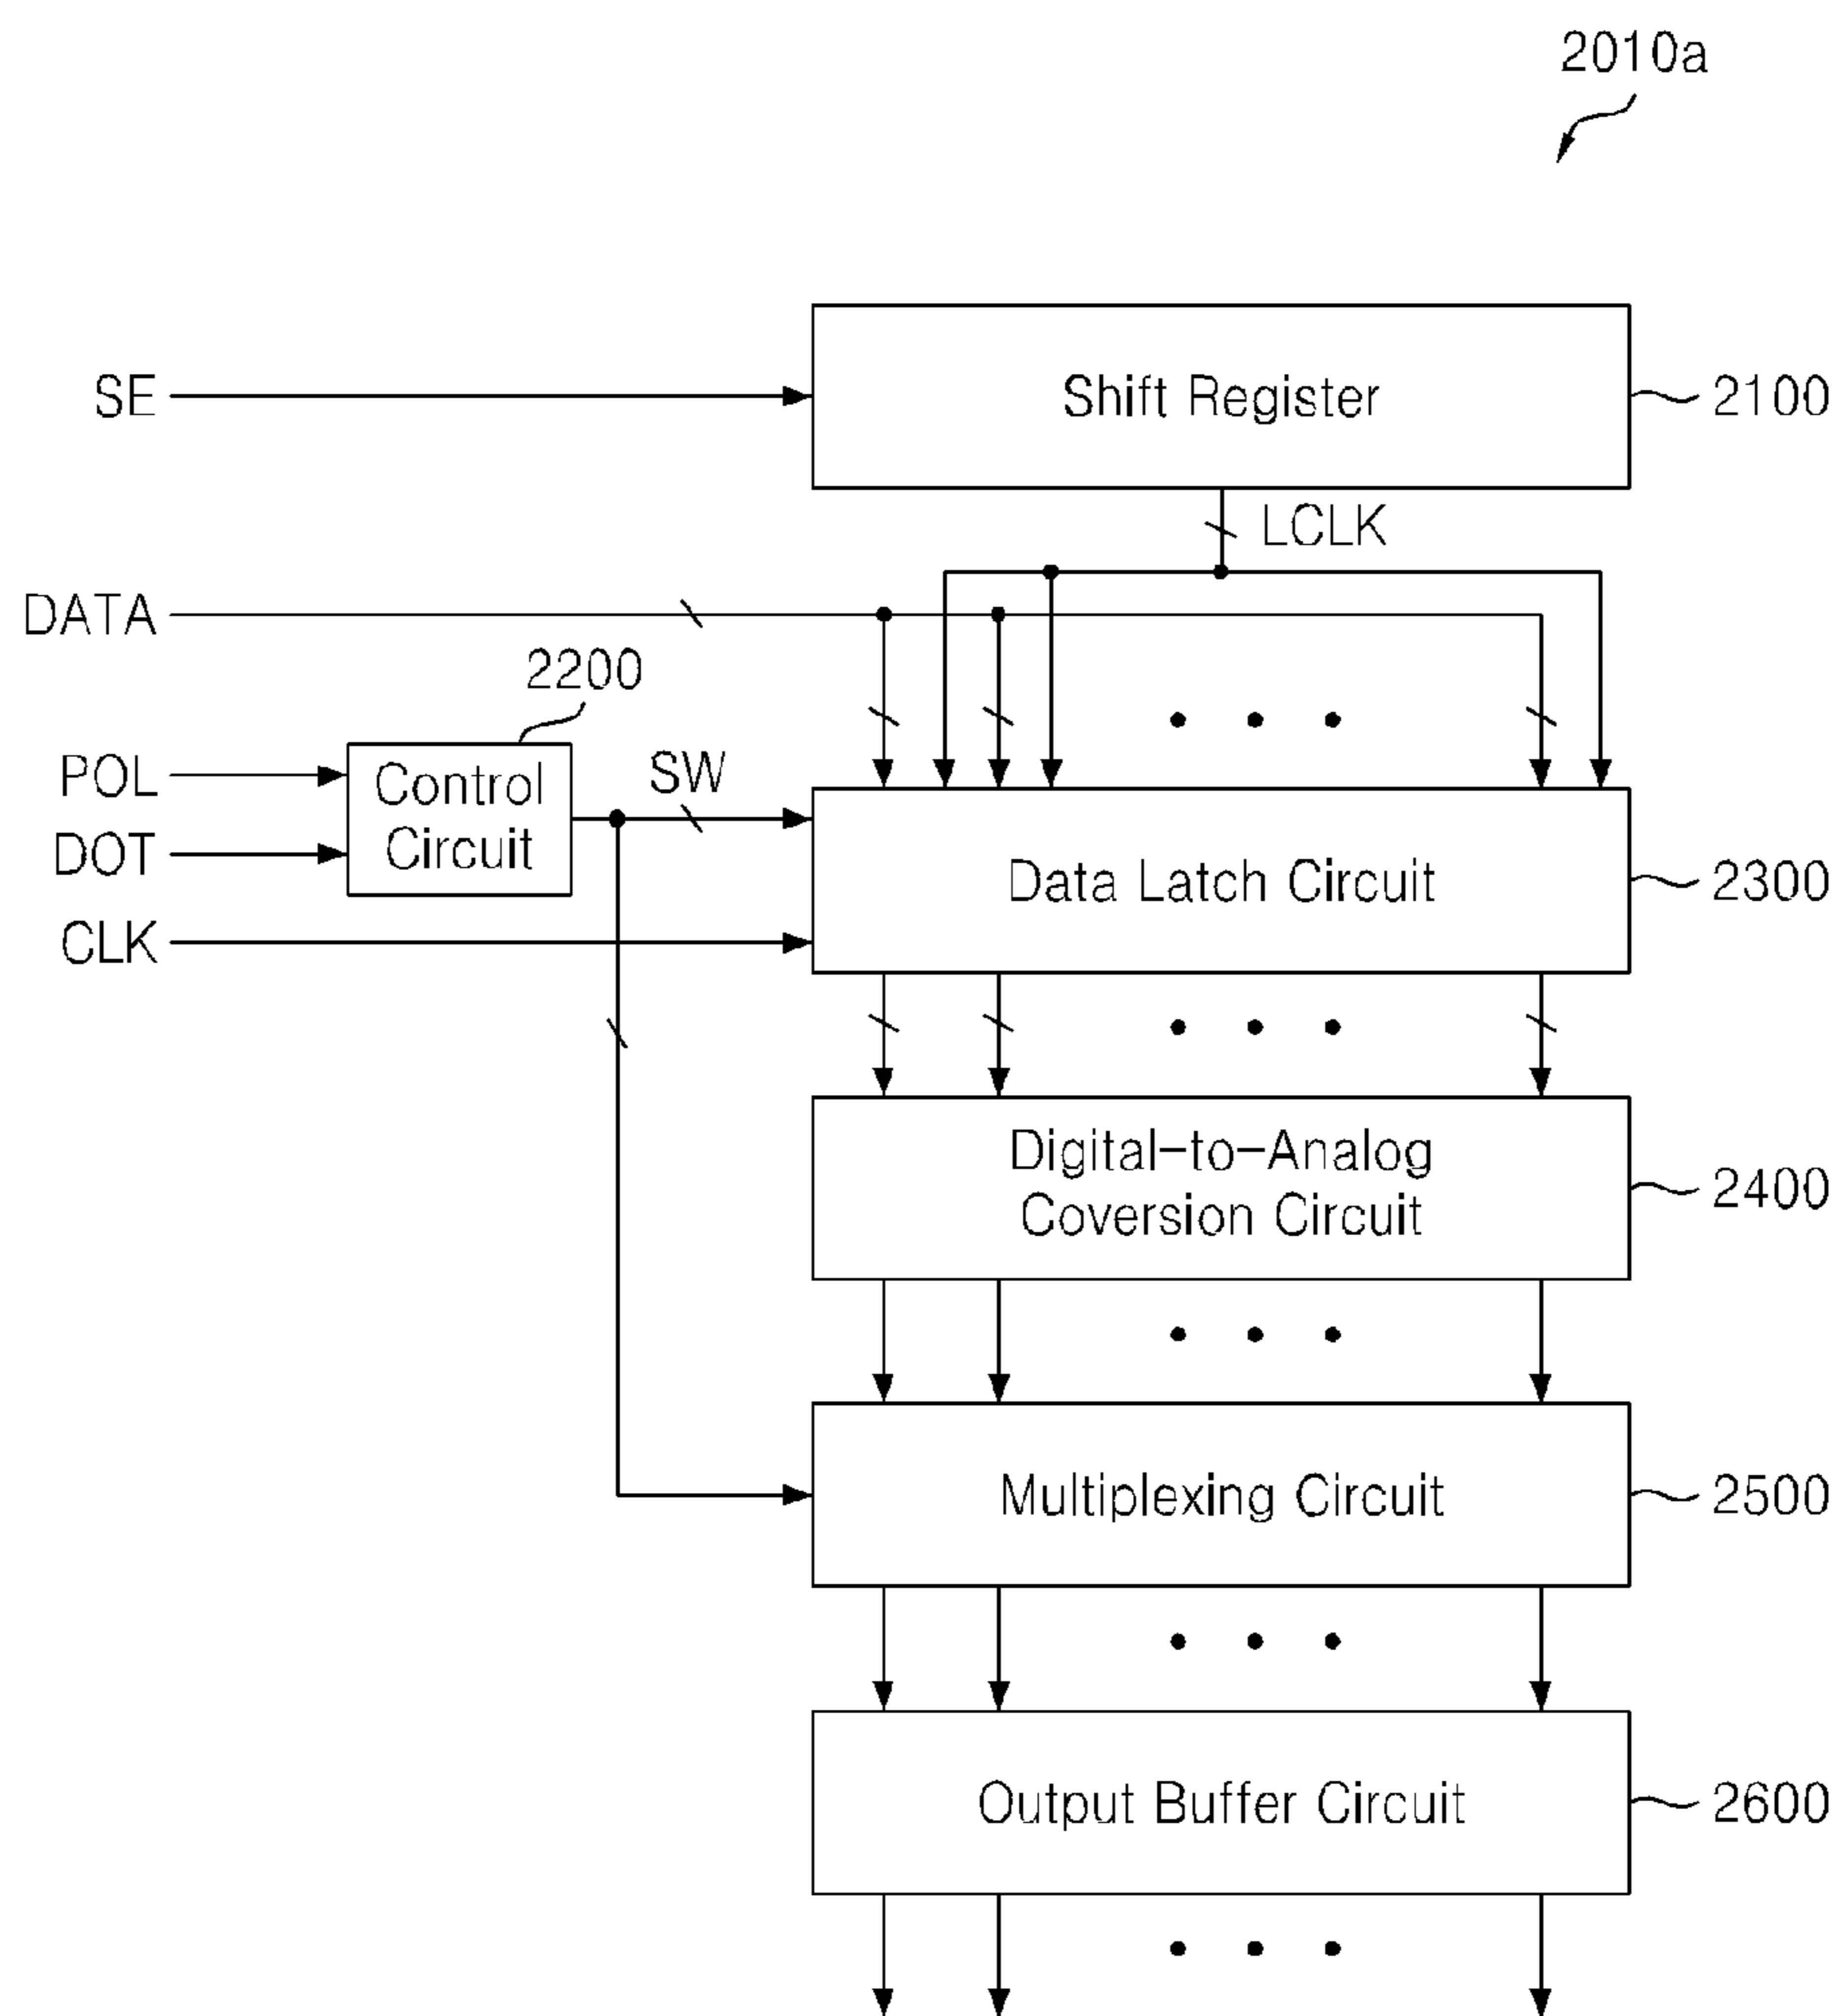 2010a
SE
Shift Register
2100
LCLK
DATA
2200
POL
DOT
Control
Circuit
SW
CLK
Data Latch Circuit
2300
Digital-to-Analog
Coversion Circuit
2400
Multiplexing Circuit
2500
Output Buffer Circuit
2600